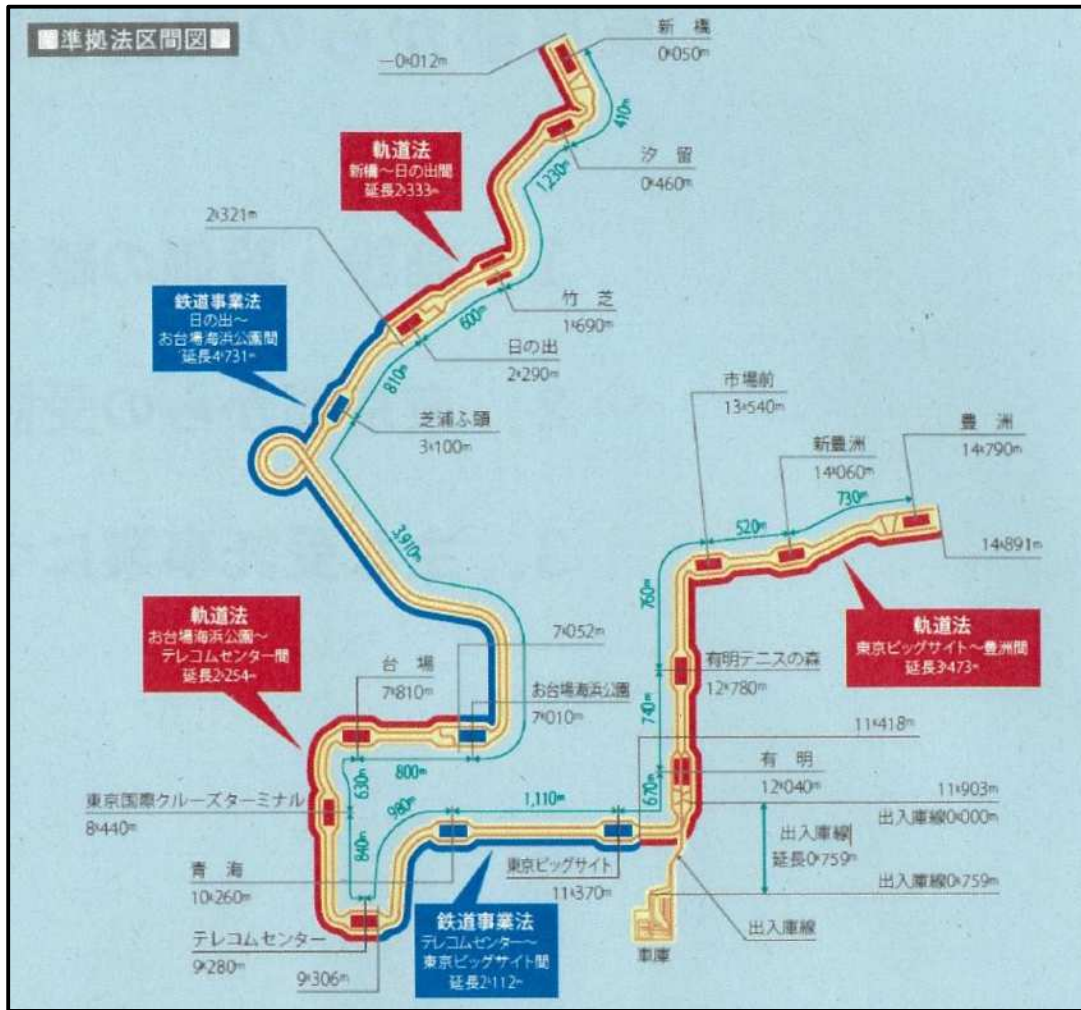 ■準拠法区間図■
新橋
0k050m
−0k012m
410m
汐留
0k460m
軌道法
新橋〜日の出間
延長2k333m
1,230m
2k321m
竹芝
1k690m
600m
鉄道事業法
日の出〜
お台場海浜公園間
延長4k731m
日の出
2k290m
810m
芝浦ふ頭
3k100m
市場前
13k540m
豊洲
14k790m
新豊洲
14k060m
730m
520m
14k891m
3,910m
760m
軌道法
お台場海浜公園〜
テレコムセンター間
延長2k254m
軌道法
東京ビッグサイト〜豊洲間
延長3k473m
7k052m
台場
7k810m
お台場海浜公園
7k010m
有明テニスの森
12k780m
740m
11k418m
800m
630m
有明
12k040m
670m
11k903m
出入庫線0k000m
東京国際クルーズターミナル
8k440m
980m
1,110m
840m
出入庫線
延長0k759m
青海
10k260m
東京ビッグサイト
11k370m
出入庫線0k759m
テレコムセンター
9k280m
9k306m
鉄道事業法
テレコムセンター〜
東京ビッグサイト間
延長2k112m
車庫
出入庫線